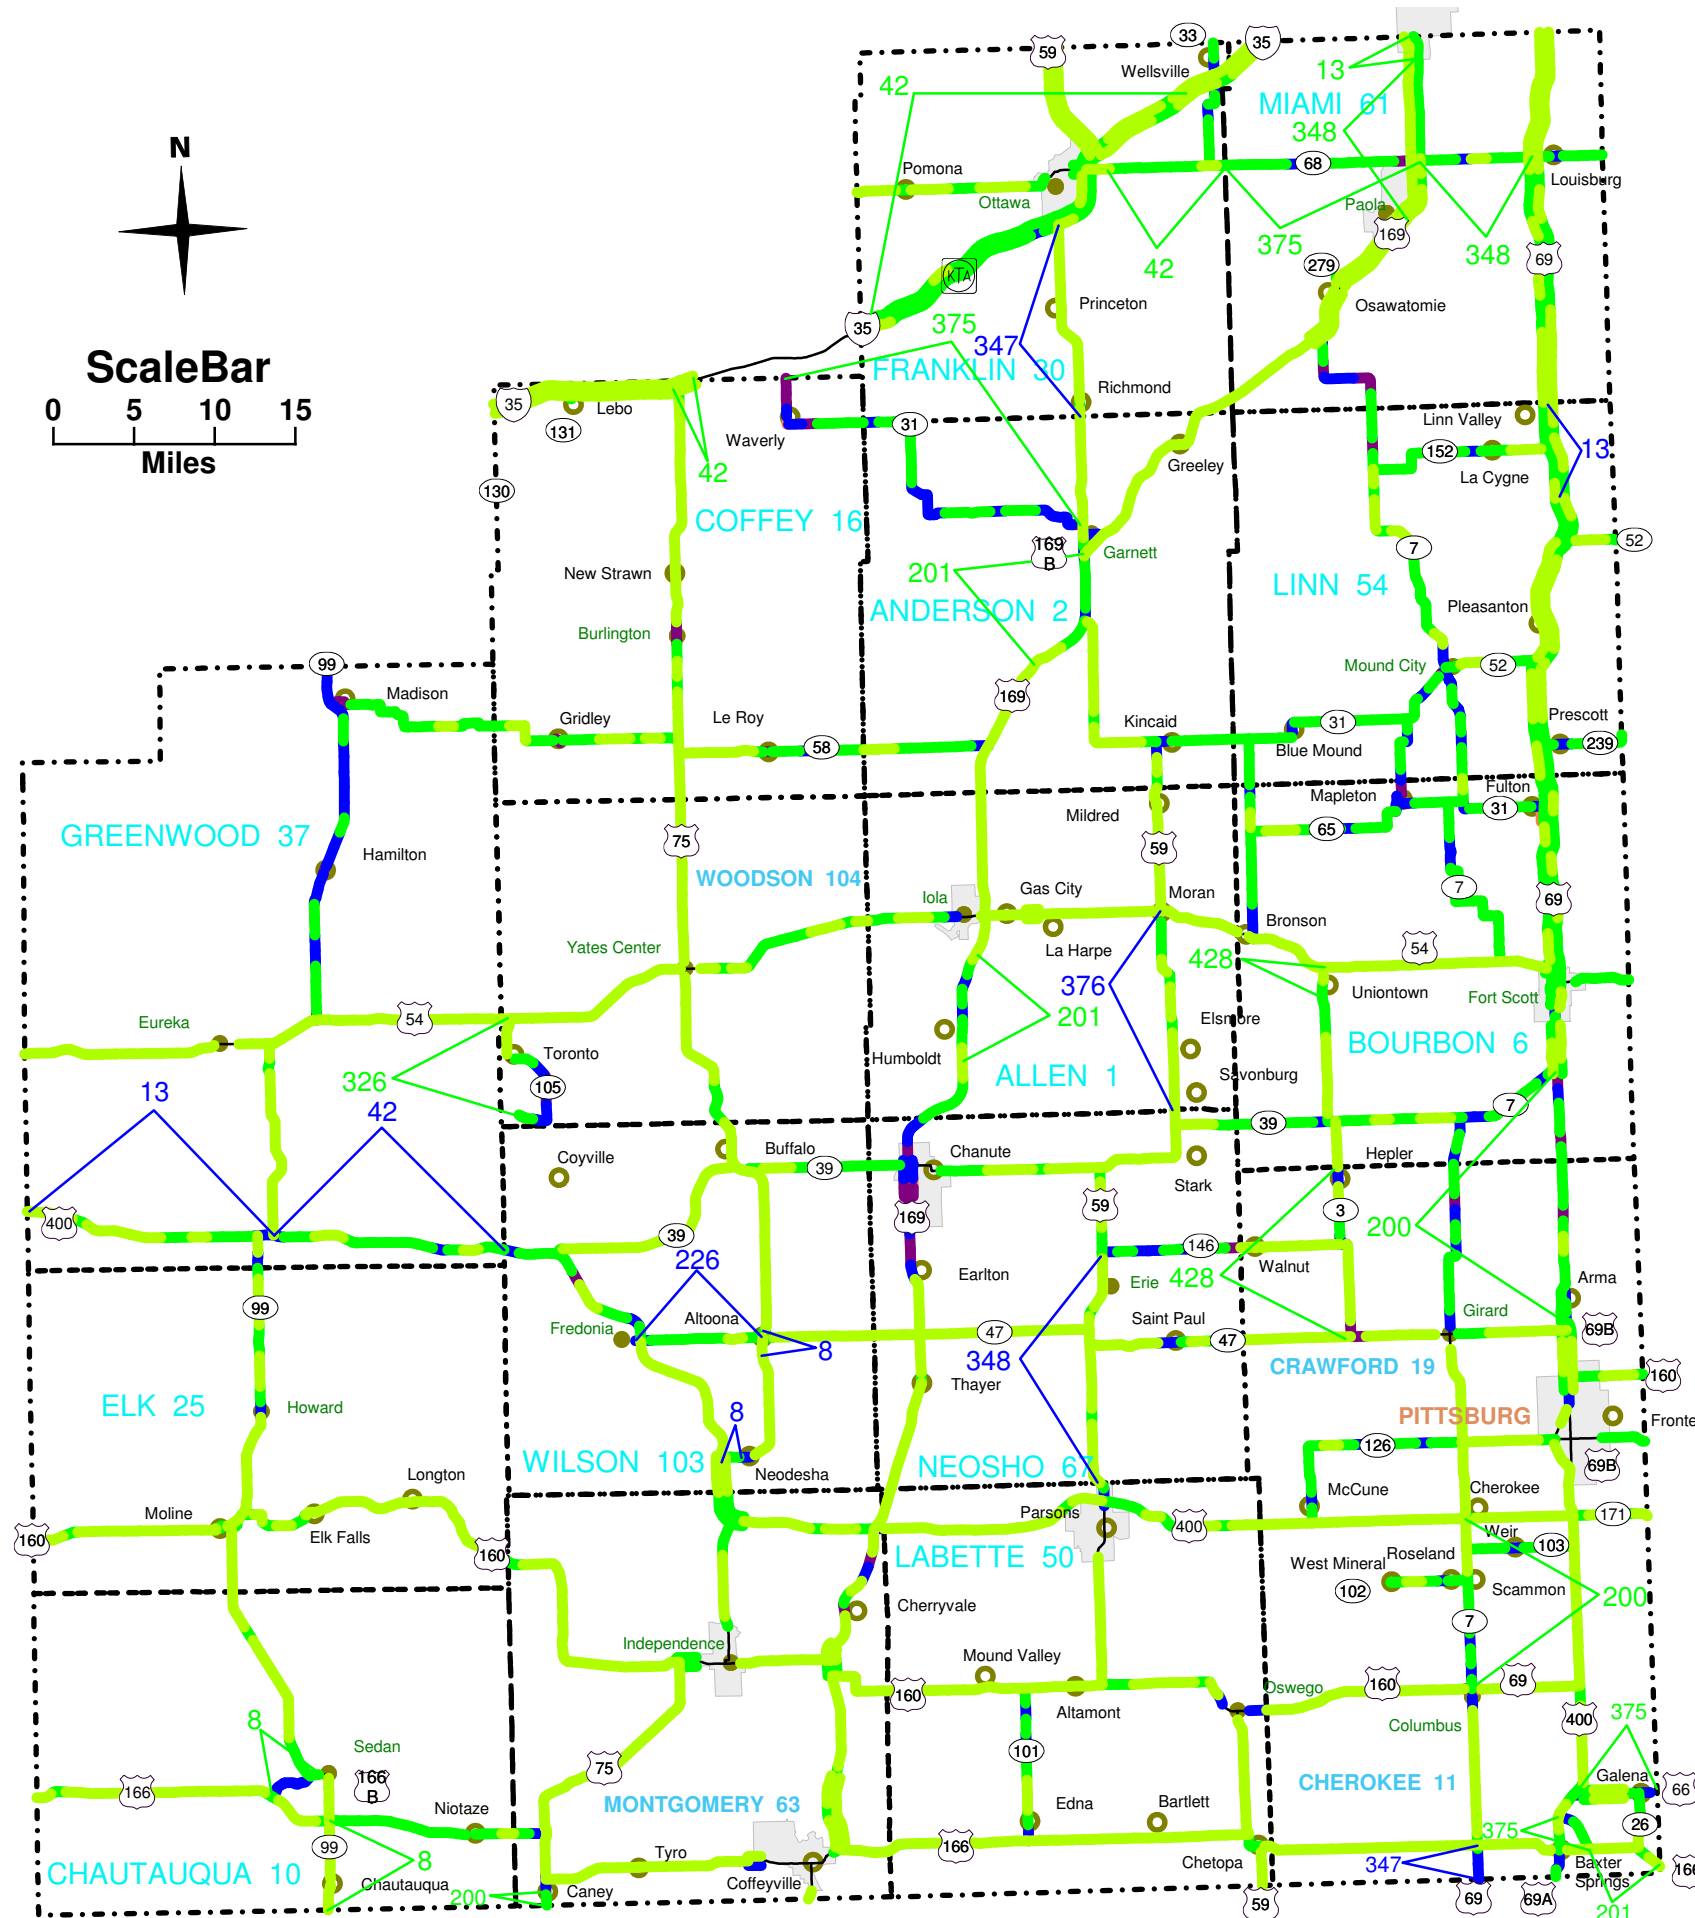 33
59
35
Wellsville
13
42
MIAMI 61
348
N
68
Pomona
Louisburg
Ottawa
Paola
169
375
348
42
69
279
KTA
Osawatomie
Princeton
375
35
347
ScaleBar
FRANKLIN 30
0 5 10 15
Miles
Richmond
35
Lebo
131
Waverly
31
Linn Valley
Greeley
152
13
La Cygne
42
130
COFFEY 16
52
169
B
Garnett
7
New Strawn
201
LINN 54
ANDERSON 2
Pleasanton
Burlington
99
Mound City
52
Madison
169
Gridley
Le Roy
Kincaid
31
Prescott
58
Blue Mound
239
Mapleton
Fulton
31
Mildred
65
GREENWOOD 37
75
59
Hamilton
WOODSON 104
Iola
Gas City
Moran
7
69
Bronson
Yates Center
La Harpe
428
54
376
Uniontown
Fort Scott
Eureka
54
201
Elsmore
Toronto
Humboldt
BOURBON 6
326
105
ALLEN 1
Savonburg
13
42
7
39
Coyville
Buffalo
39
Chanute
Hepler
Stark
400
59
169
3
39
200
146
226
Earlton
Erie
428
Walnut
Arma
99
Fredonia
Altoona
47
Saint Paul
47
Girard
69B
8
348
CRAWFORD 19
160
Thayer
ELK 25
Howard
8
PITTSBURG
Fronte
126
WILSON 103
NEOSHO 67
69B
Longton
Neodesha
McCune
Cherokee
Moline
Parsons
400
171
160
Elk Falls
Weir
103
160
LABETTE 50
West Mineral
Roseland
102
Scammon
200
Cherryvale
7
Independence
Mound Valley
160
Oswego
160
69
Altamont
Columbus
400
375
8
Sedan
101
166
166
B
75
CHEROKEE 11
Galena
66
Niotaze
MONTGOMERY 63
Edna
Bartlett
26
375
99
166
Tyro
Chetopa
347
Baxter
Springs
CHAUTAUQUA 10
8
Chautauqua
200
Caney
Coffeyville
59
69
69A
201